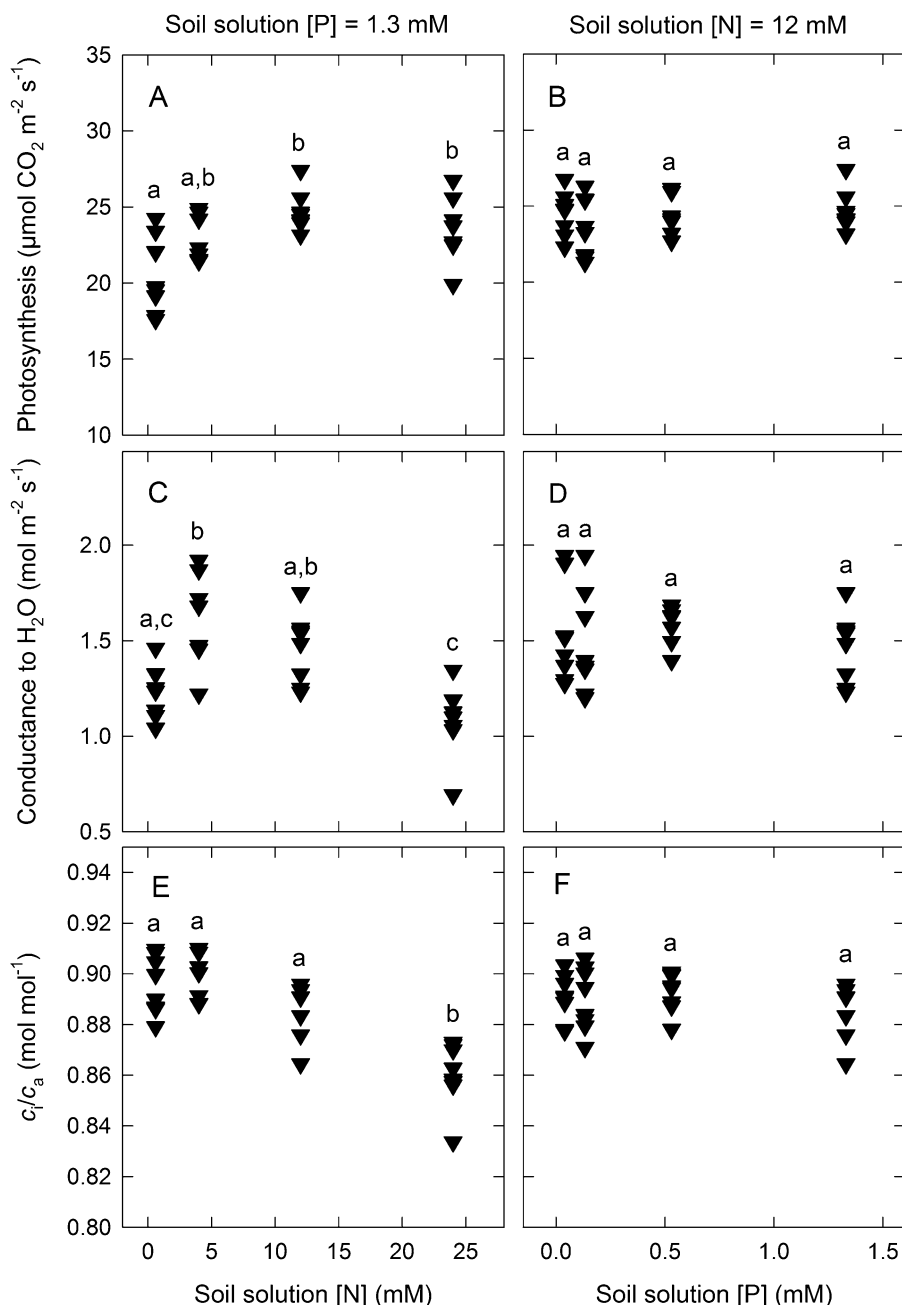 Soil solution [P] = 1.3 mM
Soil solution [N] = 12 mM
Photosynthesis (µmol CO₂ m⁻² s⁻¹)
35
30
25
20
15
10
A
a
a,b
b
b
B
a
a
a
a
Conductance to H₂O (mol m⁻² s⁻¹)
2.0
1.5
1.0
0.5
C
a,c
b
a,b
c
D
a
a
a
a
cᵢ/cₐ (mol mol⁻¹)
0.94
0.92
0.90
0.88
0.86
0.84
0.82
0.80
E
a
a
a
b
F
a
a
a
a
0 5 10 15 20 25
0.0 0.5 1.0 1.5
Soil solution [N] (mM)
Soil solution [P] (mM)